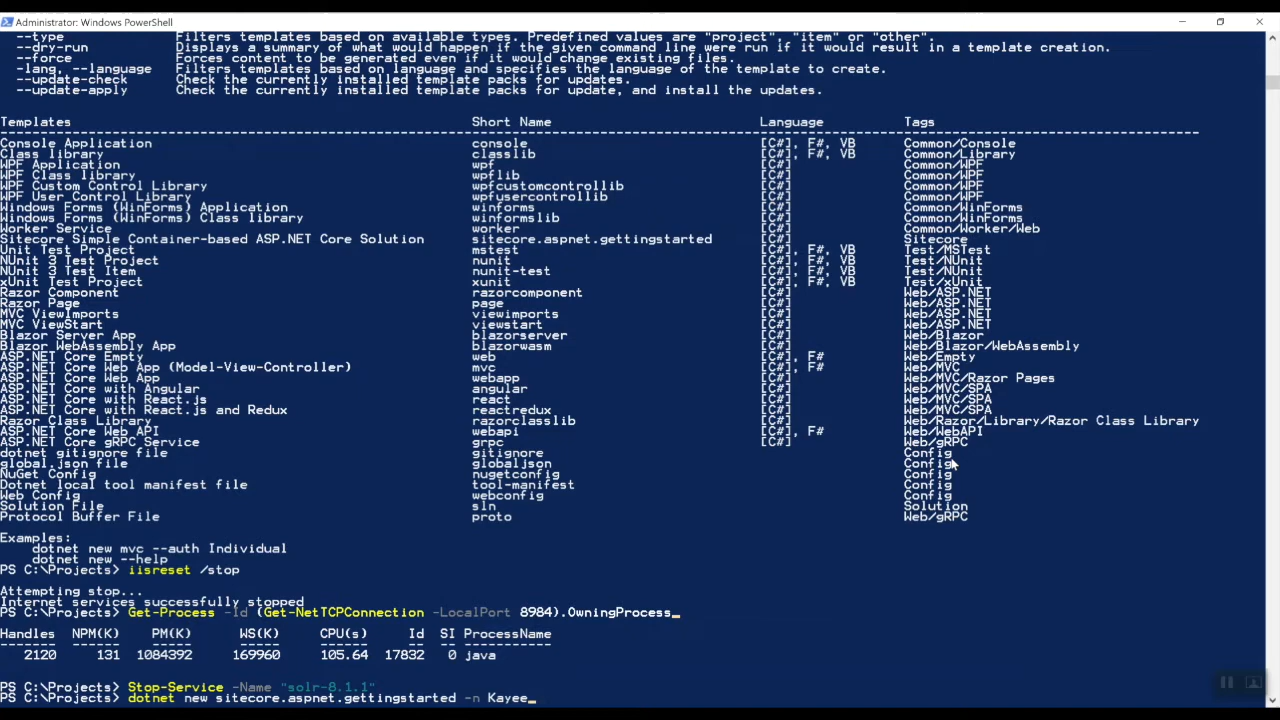 Administrator: Windows PowerShell
--type Filters templates based on available types. Predefined values are "project", "item" or "other".
--dry-run Displays a summary of what would happen if the given command line were run if it would result in a template creation.
--force Forces content to be generated even if it would change existing files.
-lang, --language Filters templates based on language and specifies the language of the template to create.
--update-check Check the currently installed template packs for updates.
--update-apply Check the currently installed template packs for update, and install the updates.
Templates Short Name Language Tags
Console Application console [C#], F#, VB Common/Console
Class library classlib [C#], F#, VB Common/Library
WPF Application wpf [C#] Common/WPF
WPF Class library wpflib [C#] Common/WPF
WPF Custom Control Library wpfcustomcontrollib [C#] Common/WPF
WPF User Control Library wpfusercontrollib [C#] Common/WPF
Windows Forms (WinForms) Application winforms [C#] Common/WinForms
Windows Forms (WinForms) Class library winformslib [C#] Common/WinForms
Worker Service worker [C#] Common/Worker/Web
Sitecore Simple Container-based ASP.NET Core Solution sitecore.aspnet.gettingstarted [C#] Sitecore
Unit Test Project mstest [C#], F#, VB Test/MSTest
NUnit 3 Test Project nunit [C#], F#, VB Test/NUnit
NUnit 3 Test Item nunit-test [C#], F#, VB Test/NUnit
xUnit Test Project xunit [C#], F#, VB Test/xUnit
Razor Component razorcomponent [C#] Web/ASP.NET
Razor Page page [C#] Web/ASP.NET
MVC ViewImports viewimports [C#] Web/ASP.NET
MVC ViewStart viewstart [C#] Web/ASP.NET
Blazor Server App blazorserver [C#] Web/Blazor
Blazor WebAssembly App blazorwasm [C#] Web/Blazor/WebAssembly
ASP.NET Core Empty web [C#], F# Web/Empty
ASP.NET Core Web App (Model-View-Controller) mvc [C#], F# Web/MVC
ASP.NET Core Web App webapp [C#] Web/MVC/Razor Pages
ASP.NET Core with Angular angular [C#] Web/MVC/SPA
ASP.NET Core with React.js react [C#] Web/MVC/SPA
ASP.NET Core with React.js and Redux reactredux [C#] Web/MVC/SPA
Razor Class Library razorclasslib [C#] Web/Razor/Library/Razor Class Library
ASP.NET Core Web API webapi [C#], F# Web/WebAPI
ASP.NET Core gRPC Service grpc [C#] Web/gRPC
dotnet gitignore file gitignore Config
global.json file globaljson Config
NuGet Config nugetconfig Config
Dotnet local tool manifest file tool-manifest Config
Web Config webconfig Config
Solution File sln Solution
Protocol Buffer File proto Web/gRPC
Examples:
dotnet new mvc --auth Individual
dotnet new --help
PS C:\Projects> iisreset /stop
Attempting stop...
Internet services successfully stopped
PS C:\Projects> Get-Process -Id (Get-NetTCPConnection -LocalPort 8984).OwningProcess
Handles NPM(K) PM(K) WS(K) CPU(s) Id SI ProcessName
2120 131 1084392 169960 105.64 17832 0 java
PS C:\Projects> Stop-Service -Name "solr-8.1.1"
PS C:\Projects> dotnet new sitecore.aspnet.gettingstarted -n Kayee